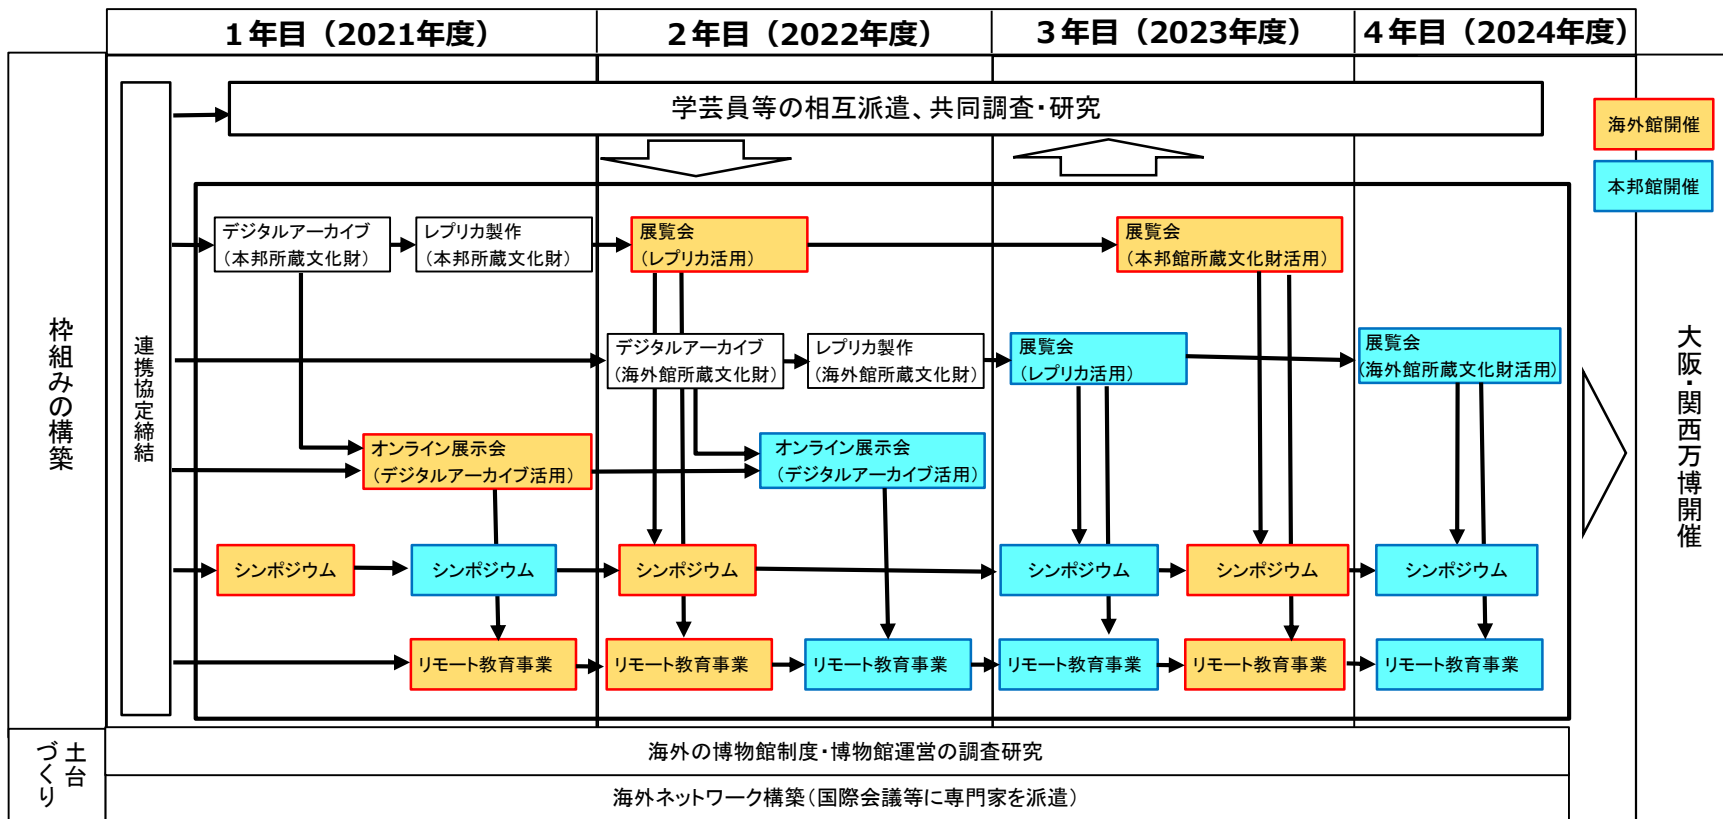 1年目（2021年度）
2年目（2022年度）
3年目（2023年度）
4年目（2024年度）
枠組みの構築
連携協定締結
学芸員等の相互派遣、共同調査・研究
海外館開催
本邦館開催
デジタルアーカイブ
（本邦所蔵文化財）
レプリカ製作
（本邦所蔵文化財）
展覧会
（レプリカ活用）
展覧会
（本邦館所蔵文化財活用）
デジタルアーカイブ
（海外館所蔵文化財）
レプリカ製作
（海外館所蔵文化財）
展覧会
（レプリカ活用）
展覧会
（海外館所蔵文化財活用）
オンライン展示会
（デジタルアーカイブ活用）
オンライン展示会
（デジタルアーカイブ活用）
シンポジウム
シンポジウム
シンポジウム
シンポジウム
シンポジウム
シンポジウム
リモート教育事業
リモート教育事業
リモート教育事業
リモート教育事業
リモート教育事業
リモート教育事業
大阪・関西万博開催
土台
づくり
海外の博物館制度・博物館運営の調査研究
海外ネットワーク構築（国際会議等に専門家を派遣）